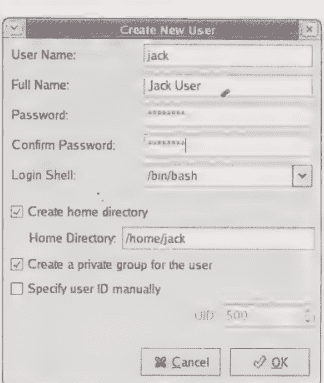 Create New User
User Name: jack
Full Name: Jack User
Password: ********
Confirm Password: ********
Login Shell: /bin/bash
Create home directory
Home Directory: /home/jack
Create a private group for the user
Specify user ID manually
UID: 500
Cancel OK